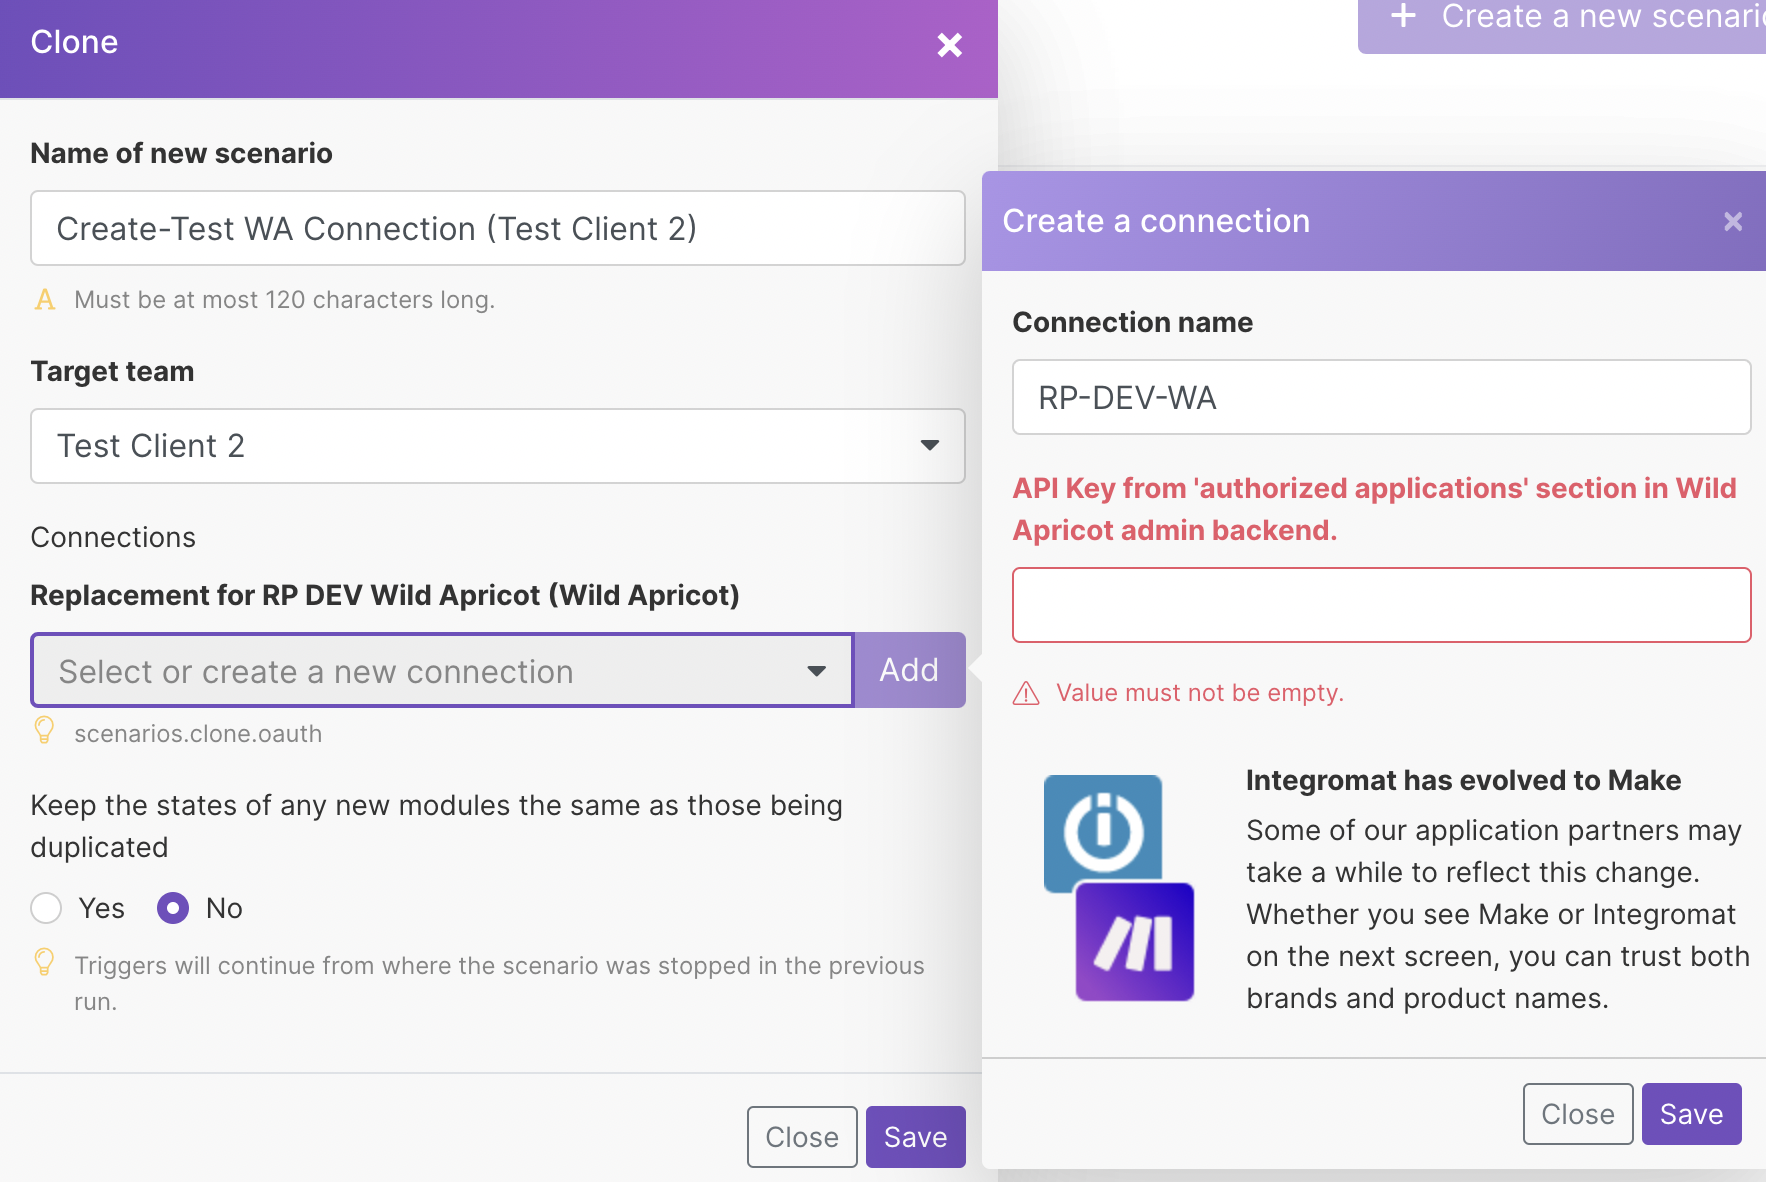 Clone
Name of new scenario
Create-Test WA Connection (Test Client 2)
Must be at most 120 characters long.
Target team
Test Client 2
Connections
Replacement for RP DEV Wild Apricot (Wild Apricot)
Select or create a new connection
Add
scenarios.clone.oauth
Keep the states of any new modules the same as those being
duplicated
Yes
No
Triggers will continue from where the scenario was stopped in the previous
run.
Close
Save
+ Create a new scenario
Create a connection
Connection name
RP-DEV-WA
API Key from 'authorized applications' section in Wild
Apricot admin backend.
Value must not be empty.
Integromat has evolved to Make
Some of our application partners may
take a while to reflect this change.
Whether you see Make or Integromat
on the next screen, you can trust both
brands and product names.
Close
Save